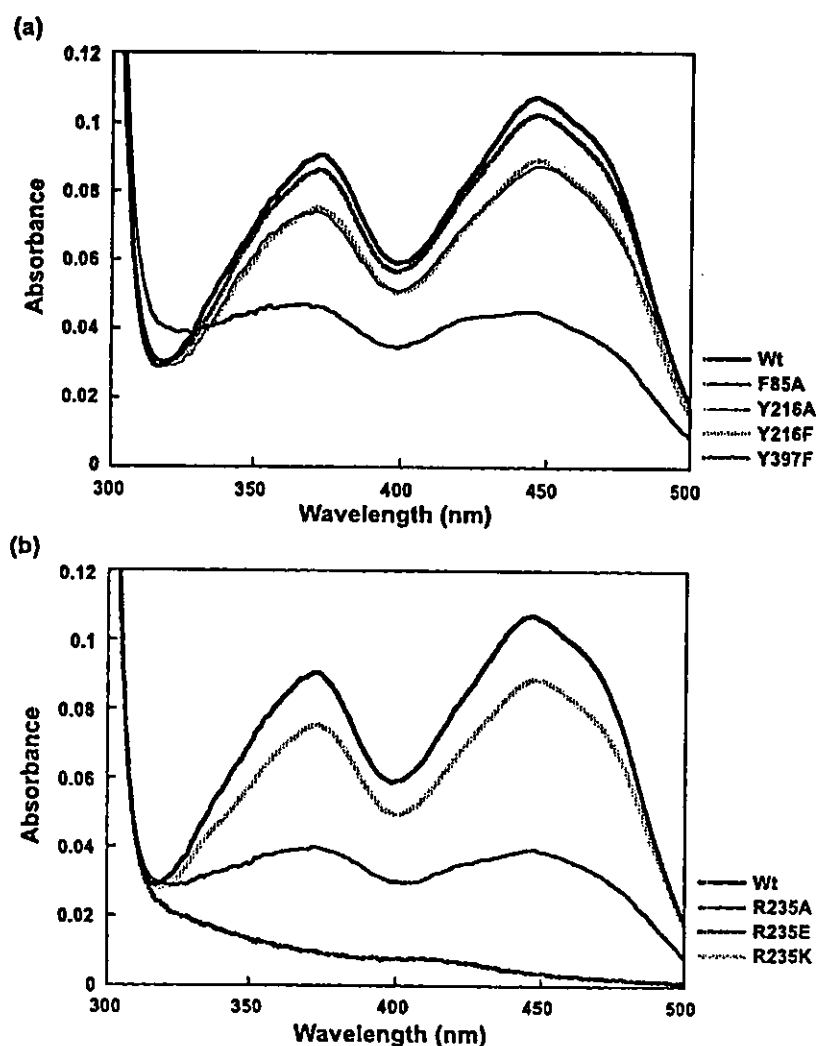 (a)
0.12
0.1
0.08
0.06
0.04
0.02
0
Absorbance
300
350
400
450
500
Wavelength (nm)
Wt
F85A
Y216A
Y216F
Y397F
(b)
0.12
0.1
0.08
0.06
0.04
0.02
0
Absorbance
300
350
400
450
500
Wavelength (nm)
Wt
R235A
R235E
R235K